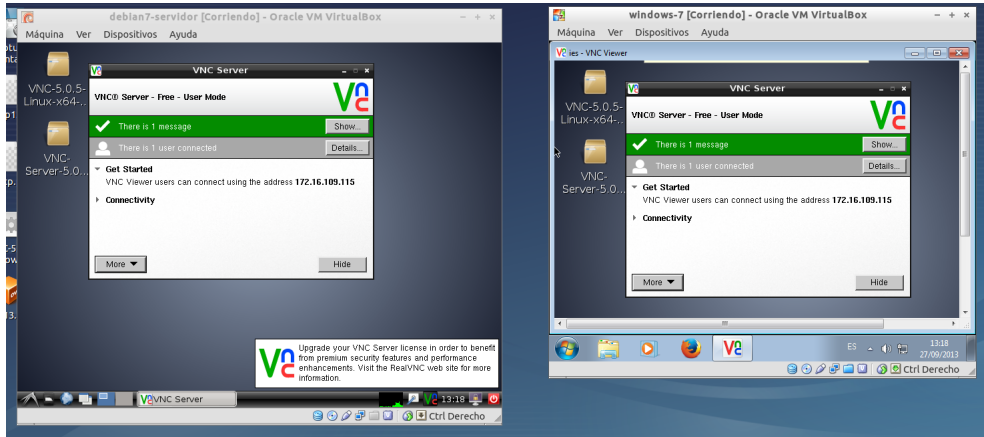 debian7-servidor [Corriendo] - Oracle VM VirtualBox
Máquina Ver Dispositivos Ayuda
VNC-5.0.5-
Linux-x64-..
VNC-
Server-5.0...
VNC Server
VNC® Server - Free - User Mode
There is 1 message
Show...
There is 1 user connected
Details...
Get Started
VNC Viewer users can connect using the address 172.16.109.115
Connectivity
More
Hide
Upgrade your VNC Server license in order to benefit
from premium security features and performance
enhancements. Visit the RealVNC web site for more
information.
VNC Server
13:18
Ctrl Derecho
windows-7 [Corriendo] - Oracle VM VirtualBox
Máquina Ver Dispositivos Ayuda
ies - VNC Viewer
VNC-5.0.5-
Linux-x64-..
VNC-
Server-5.0...
VNC Server
VNC® Server - Free - User Mode
There is 1 message
Show...
There is 1 user connected
Details...
Get Started
VNC Viewer users can connect using the address 172.16.109.115
Connectivity
More
Hide
ES
13:18
27/09/2013
Ctrl Derecho